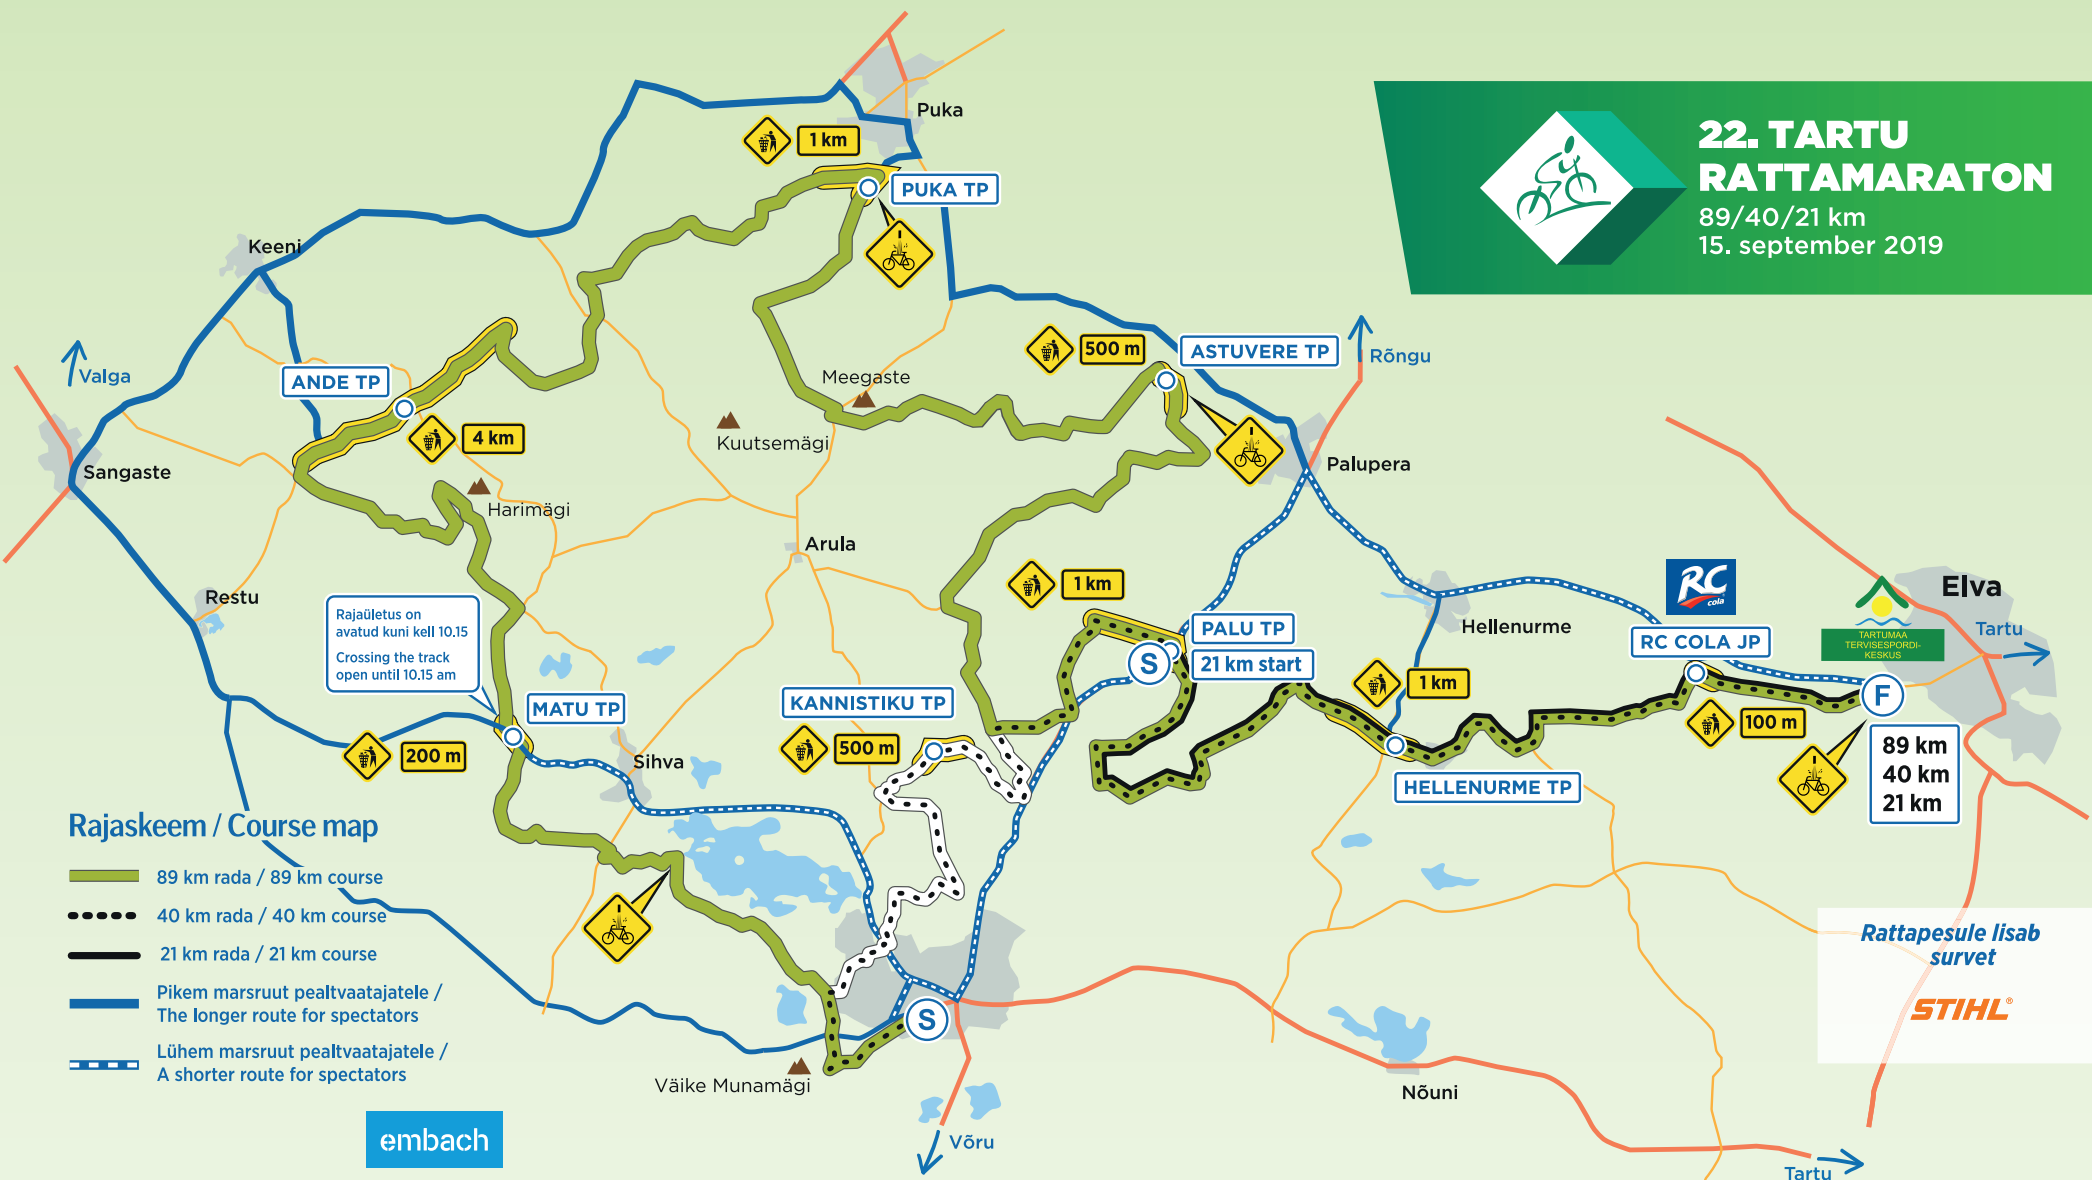 22. TARTU
RATTAMARATON
89/40/21 km
15. september 2019
Puka
1 km
PUKA TP
Keeni
Valga
ANDE TP
4 km
Sangaste
Harimägi
Kuutsemägi
Meegaste
500 m
ASTUVERE TP
Rõngu
Palupera
Arula
Restu
Rajaületus on
avatud kuni kell 10.15
Crossing the track
open until 10.15 am
MATU TP
200 m
Sihva
KANNISTIKU TP
500 m
1 km
PALU TP
S
21 km start
Hellenurme
1 km
HELLENURME TP
RC
cola
RC COLA JP
100 m
TARTUMAA
TERVISESPORDI-
KESKUS
Elva
Tartu
F
89 km
40 km
21 km
Rajaskeem / Course map
89 km rada / 89 km course
40 km rada / 40 km course
21 km rada / 21 km course
Pikem marsruut pealtvaatajatele /
The longer route for spectators
Lühem marsruut pealtvaatajatele /
A shorter route for spectators
S
Väike Munamägi
Võru
Nõuni
Tartu
Rattapesule lisab
survet
STIHL®
embach